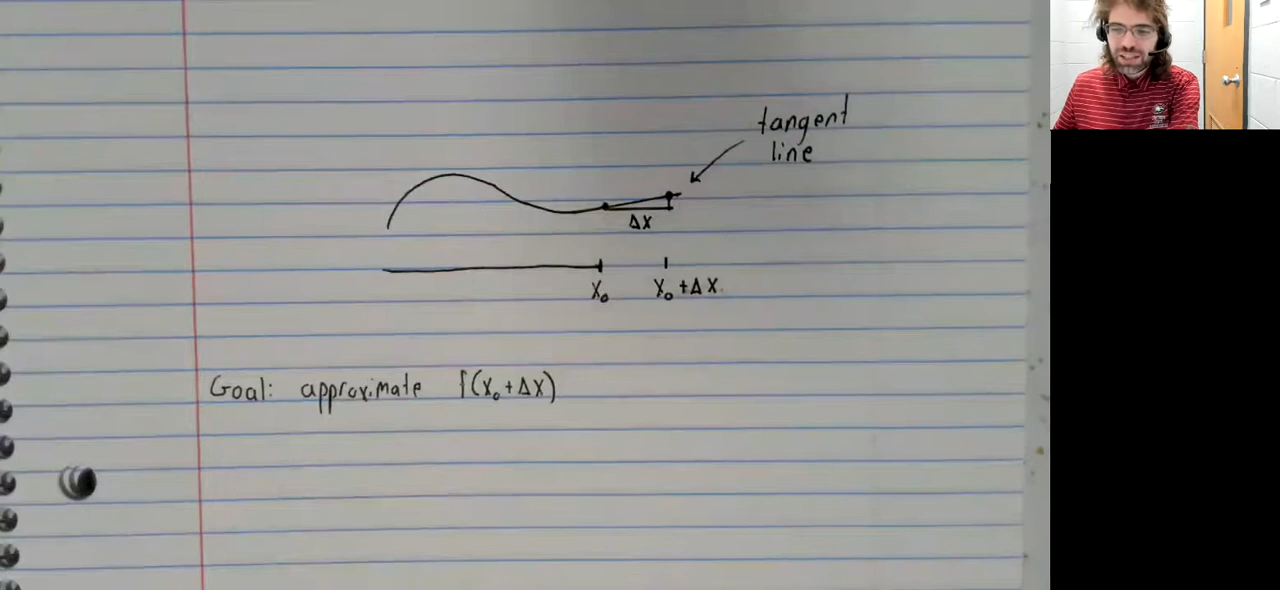 tangent
line
Δx
x₀
x₀+Δx
Goal: approximate f(x₀+Δx)